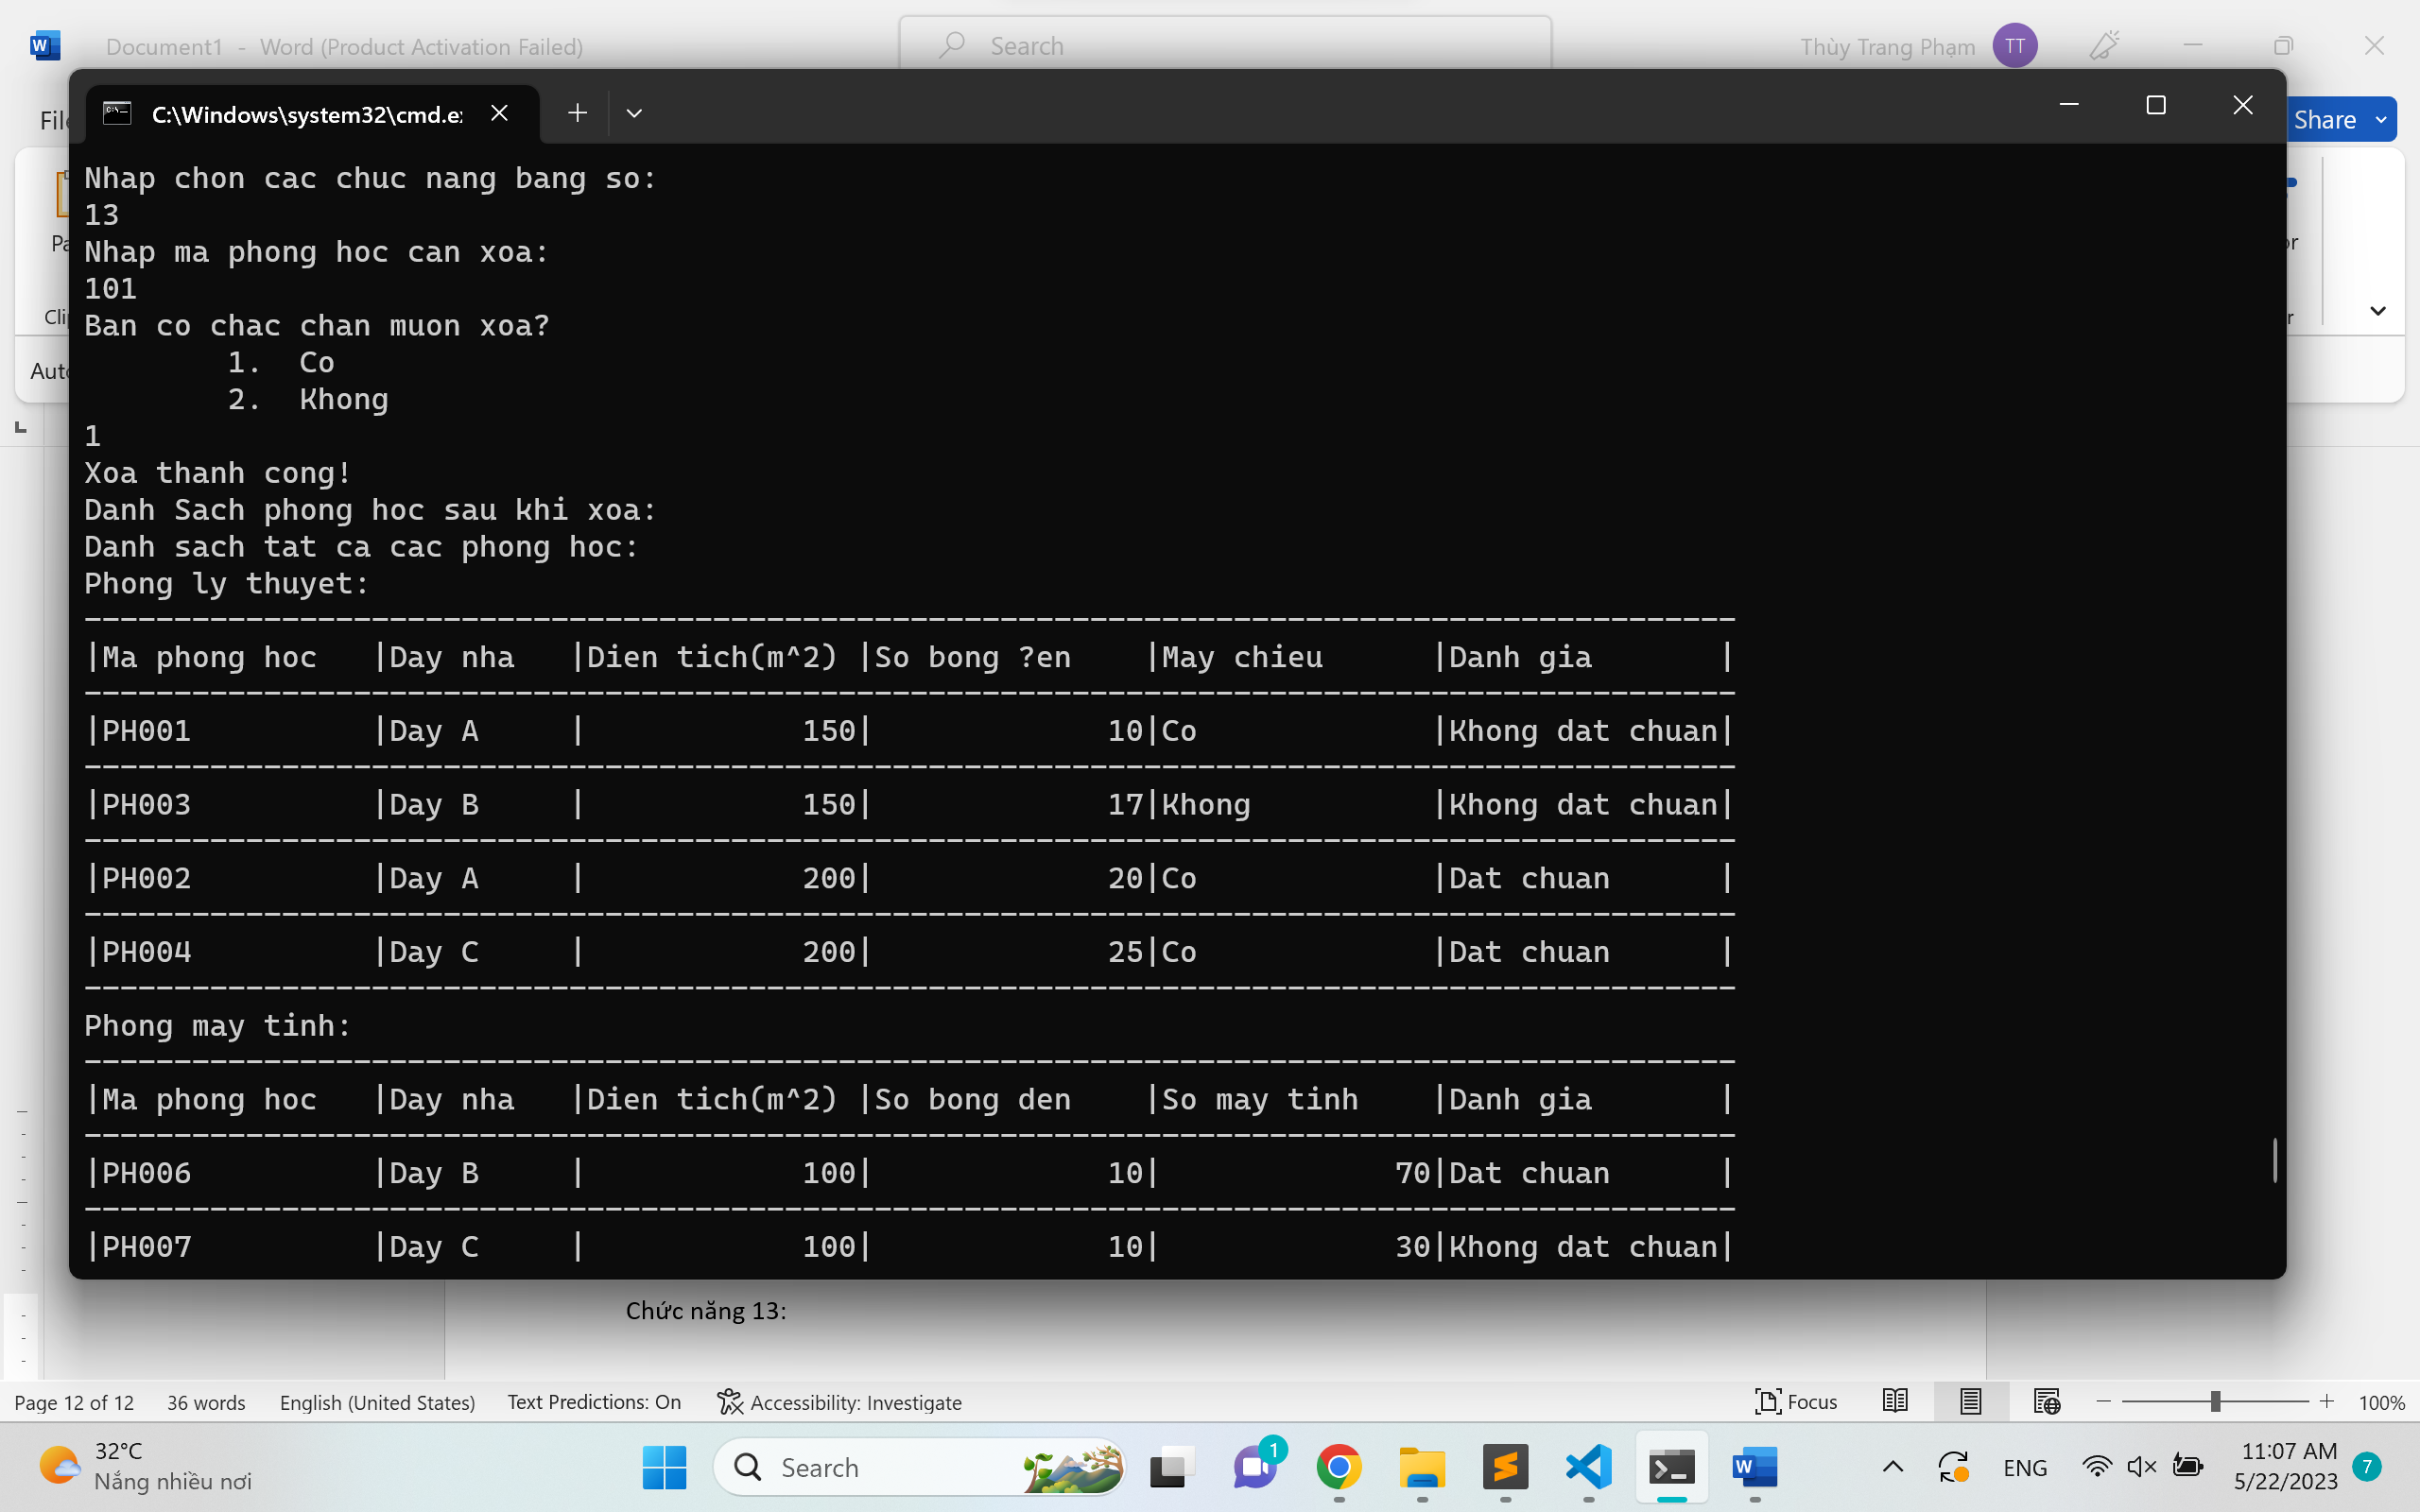 Document1 - Word (Product Activation Failed)
Search
Thùy Trang Phạm
TT
C:\Windows\system32\cmd.e
Share
Nhap chon cac chuc nang bang so:
13
Nhap ma phong hoc can xoa:
101
Ban co chac chan muon xoa?
1. Co
2. Khong
1
Xoa thanh cong!
Danh Sach phong hoc sau khi xoa:
Danh sach tat ca cac phong hoc:
Phong ly thuyet:
|Ma phong hoc |Day nha |Dien tich(m^2) |So bong ?en |May chieu |Danh gia |
|PH001 |Day A | 150| 10|Co |Khong dat chuan|
|PH003 |Day B | 150| 17|Khong |Khong dat chuan|
|PH002 |Day A | 200| 20|Co |Dat chuan |
|PH004 |Day C | 200| 25|Co |Dat chuan |
Phong may tinh:
|Ma phong hoc |Day nha |Dien tich(m^2) |So bong den |So may tinh |Danh gia |
|PH006 |Day B | 100| 10| 70|Dat chuan |
|PH007 |Day C | 100| 10| 30|Khong dat chuan|
Chức năng 13:
Page 12 of 12 36 words English (United States) Text Predictions: On Accessibility: Investigate Focus 100%
32°C
Nắng nhiều nơi
Search
1
ENG
11:07 AM
5/22/2023
7